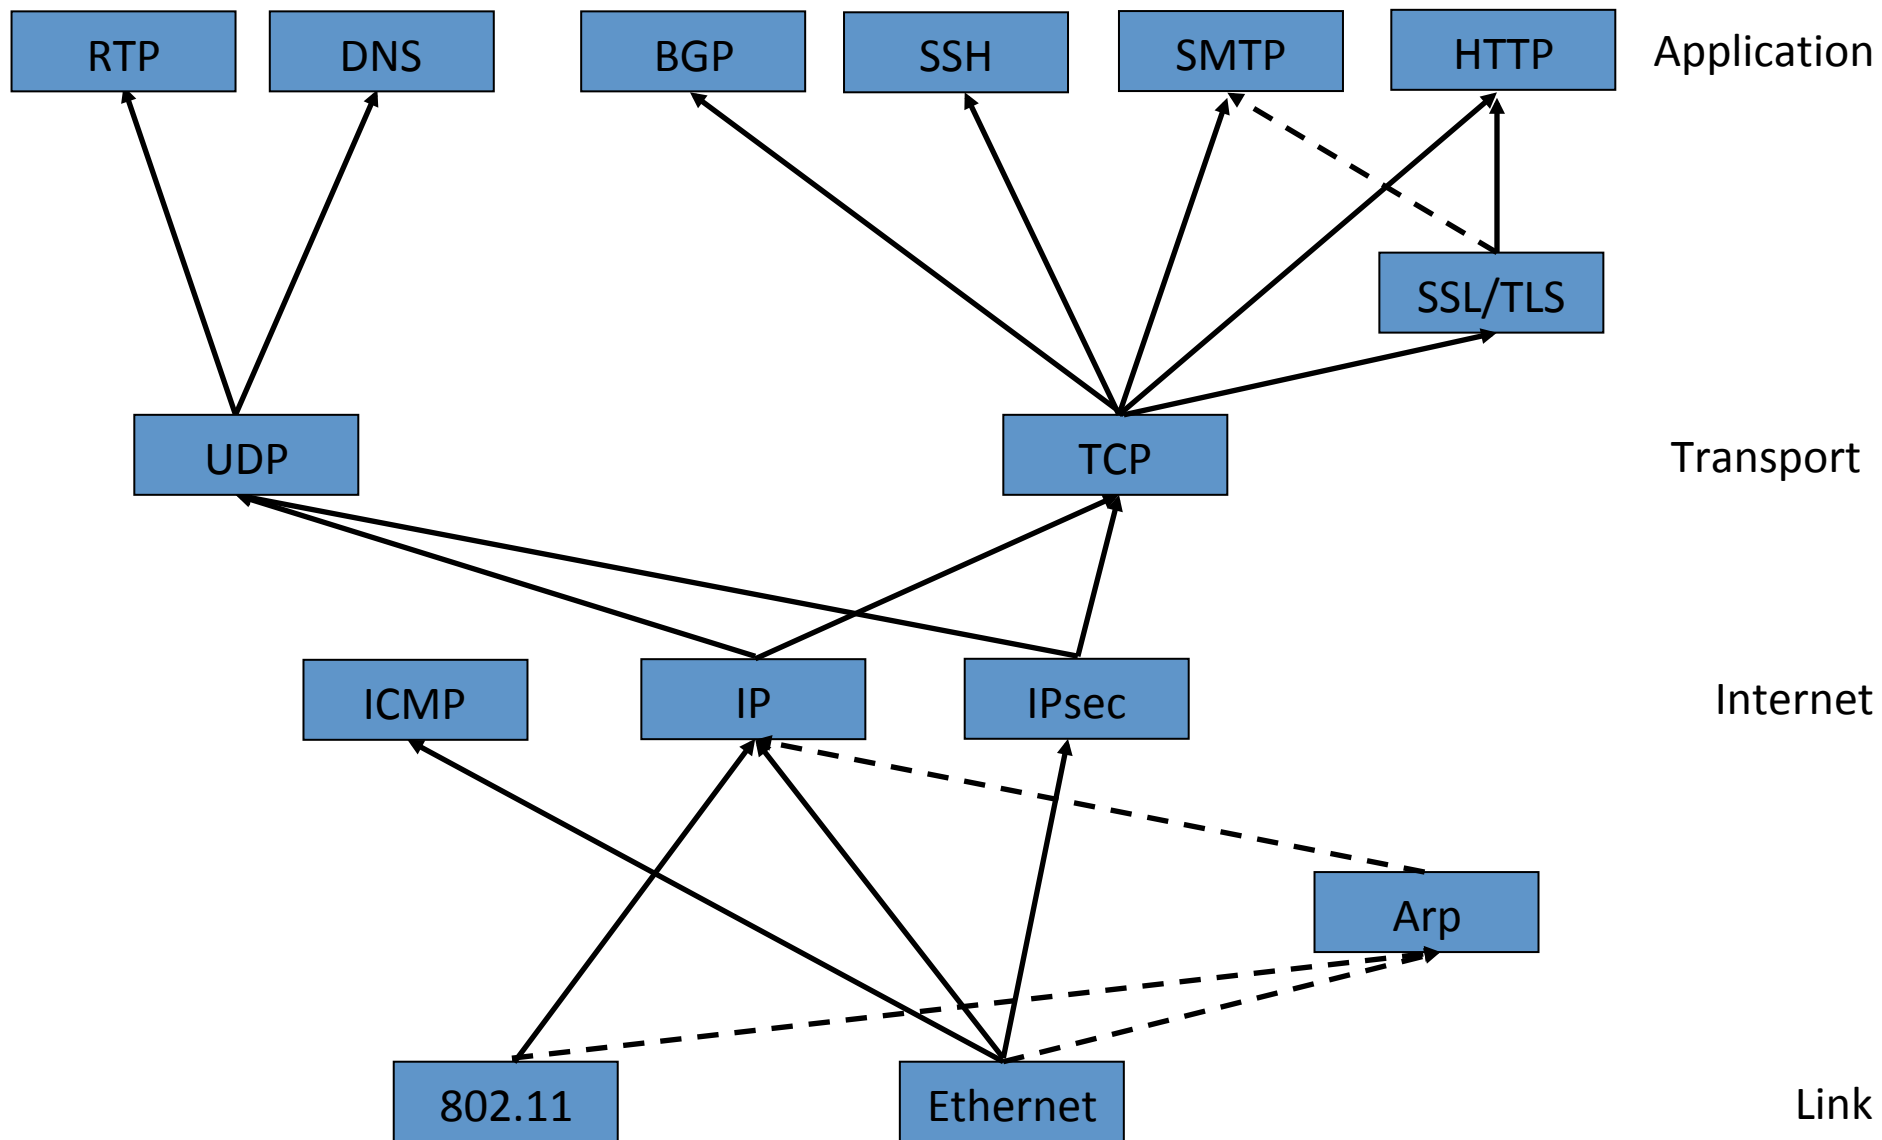 RTP
DNS
BGP
SSH
SMTP
HTTP
Application
SSL/TLS
UDP
TCP
Transport
ICMP
IP
IPsec
Internet
Arp
802.11
Ethernet
Link